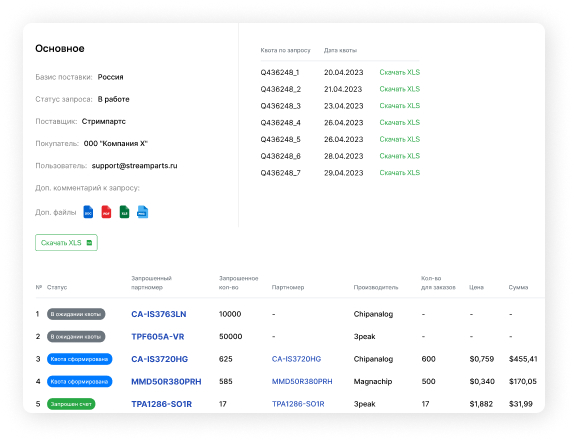 Основное
Базис поставки: Россия
Статус запроса: В работе
Поставщик: Стримпартс
Покупатель: ООО "Компания X"
Пользователь: support@streamparts.ru
Доп. комментарий к запросу:
Доп. файлы
Скачать XLS
Квота по запросу Дата квоты
Q436248_1 20.04.2023 Скачать XLS
Q436248_2 21.04.2023 Скачать XLS
Q436248_3 23.04.2023 Скачать XLS
Q436248_4 26.04.2023 Скачать XLS
Q436248_5 26.04.2023 Скачать XLS
Q436248_6 28.04.2023 Скачать XLS
Q436248_7 29.04.2023 Скачать XLS
№ Статус Запрошенный партномер Запрошенное кол-во Партномер Производитель Кол-во для заказов Цена Сумма
1 В ожидании квоты CA-IS3763LN 10000 - Chipanalog - - -
2 В ожидании квоты TPF605A-VR 50000 - 3peak - - -
3 Квота сформирована CA-IS3720HG 625 CA-IS3720HG Chipanalog 600 $0,759 $455,41
4 Квота сформирована MMD50R380PRH 585 MMD50R380PRH Magnachip 500 $0,340 $170,05
5 Запрошен счет TPA1286-SO1R 17 TPA1286-SO1R 3peak 17 $1,882 $31,99